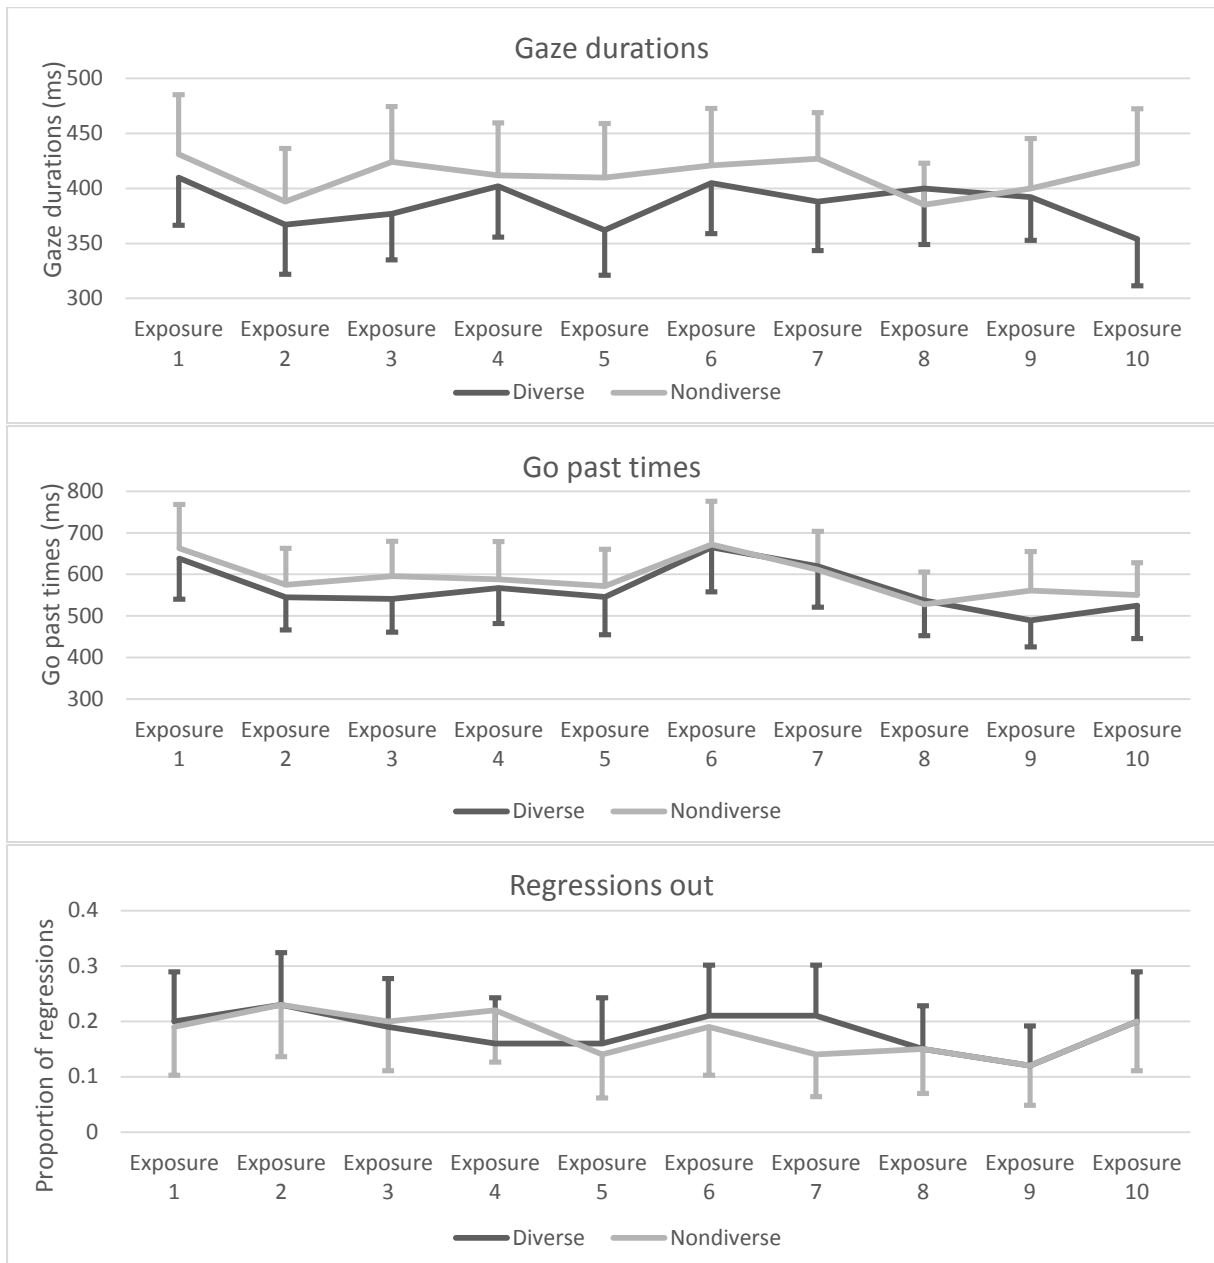 Gaze durations
Gaze durations (ms)
500
450
400
350
300
Exposure 1
Exposure 2
Exposure 3
Exposure 4
Exposure 5
Exposure 6
Exposure 7
Exposure 8
Exposure 9
Exposure 10
Diverse
Nondiverse
Go past times
Go past times (ms)
800
700
600
500
400
300
Exposure 1
Exposure 2
Exposure 3
Exposure 4
Exposure 5
Exposure 6
Exposure 7
Exposure 8
Exposure 9
Exposure 10
Diverse
Nondiverse
Regressions out
Proportion of regressions
0.4
0.3
0.2
0.1
0
Exposure 1
Exposure 2
Exposure 3
Exposure 4
Exposure 5
Exposure 6
Exposure 7
Exposure 8
Exposure 9
Exposure 10
Diverse
Nondiverse